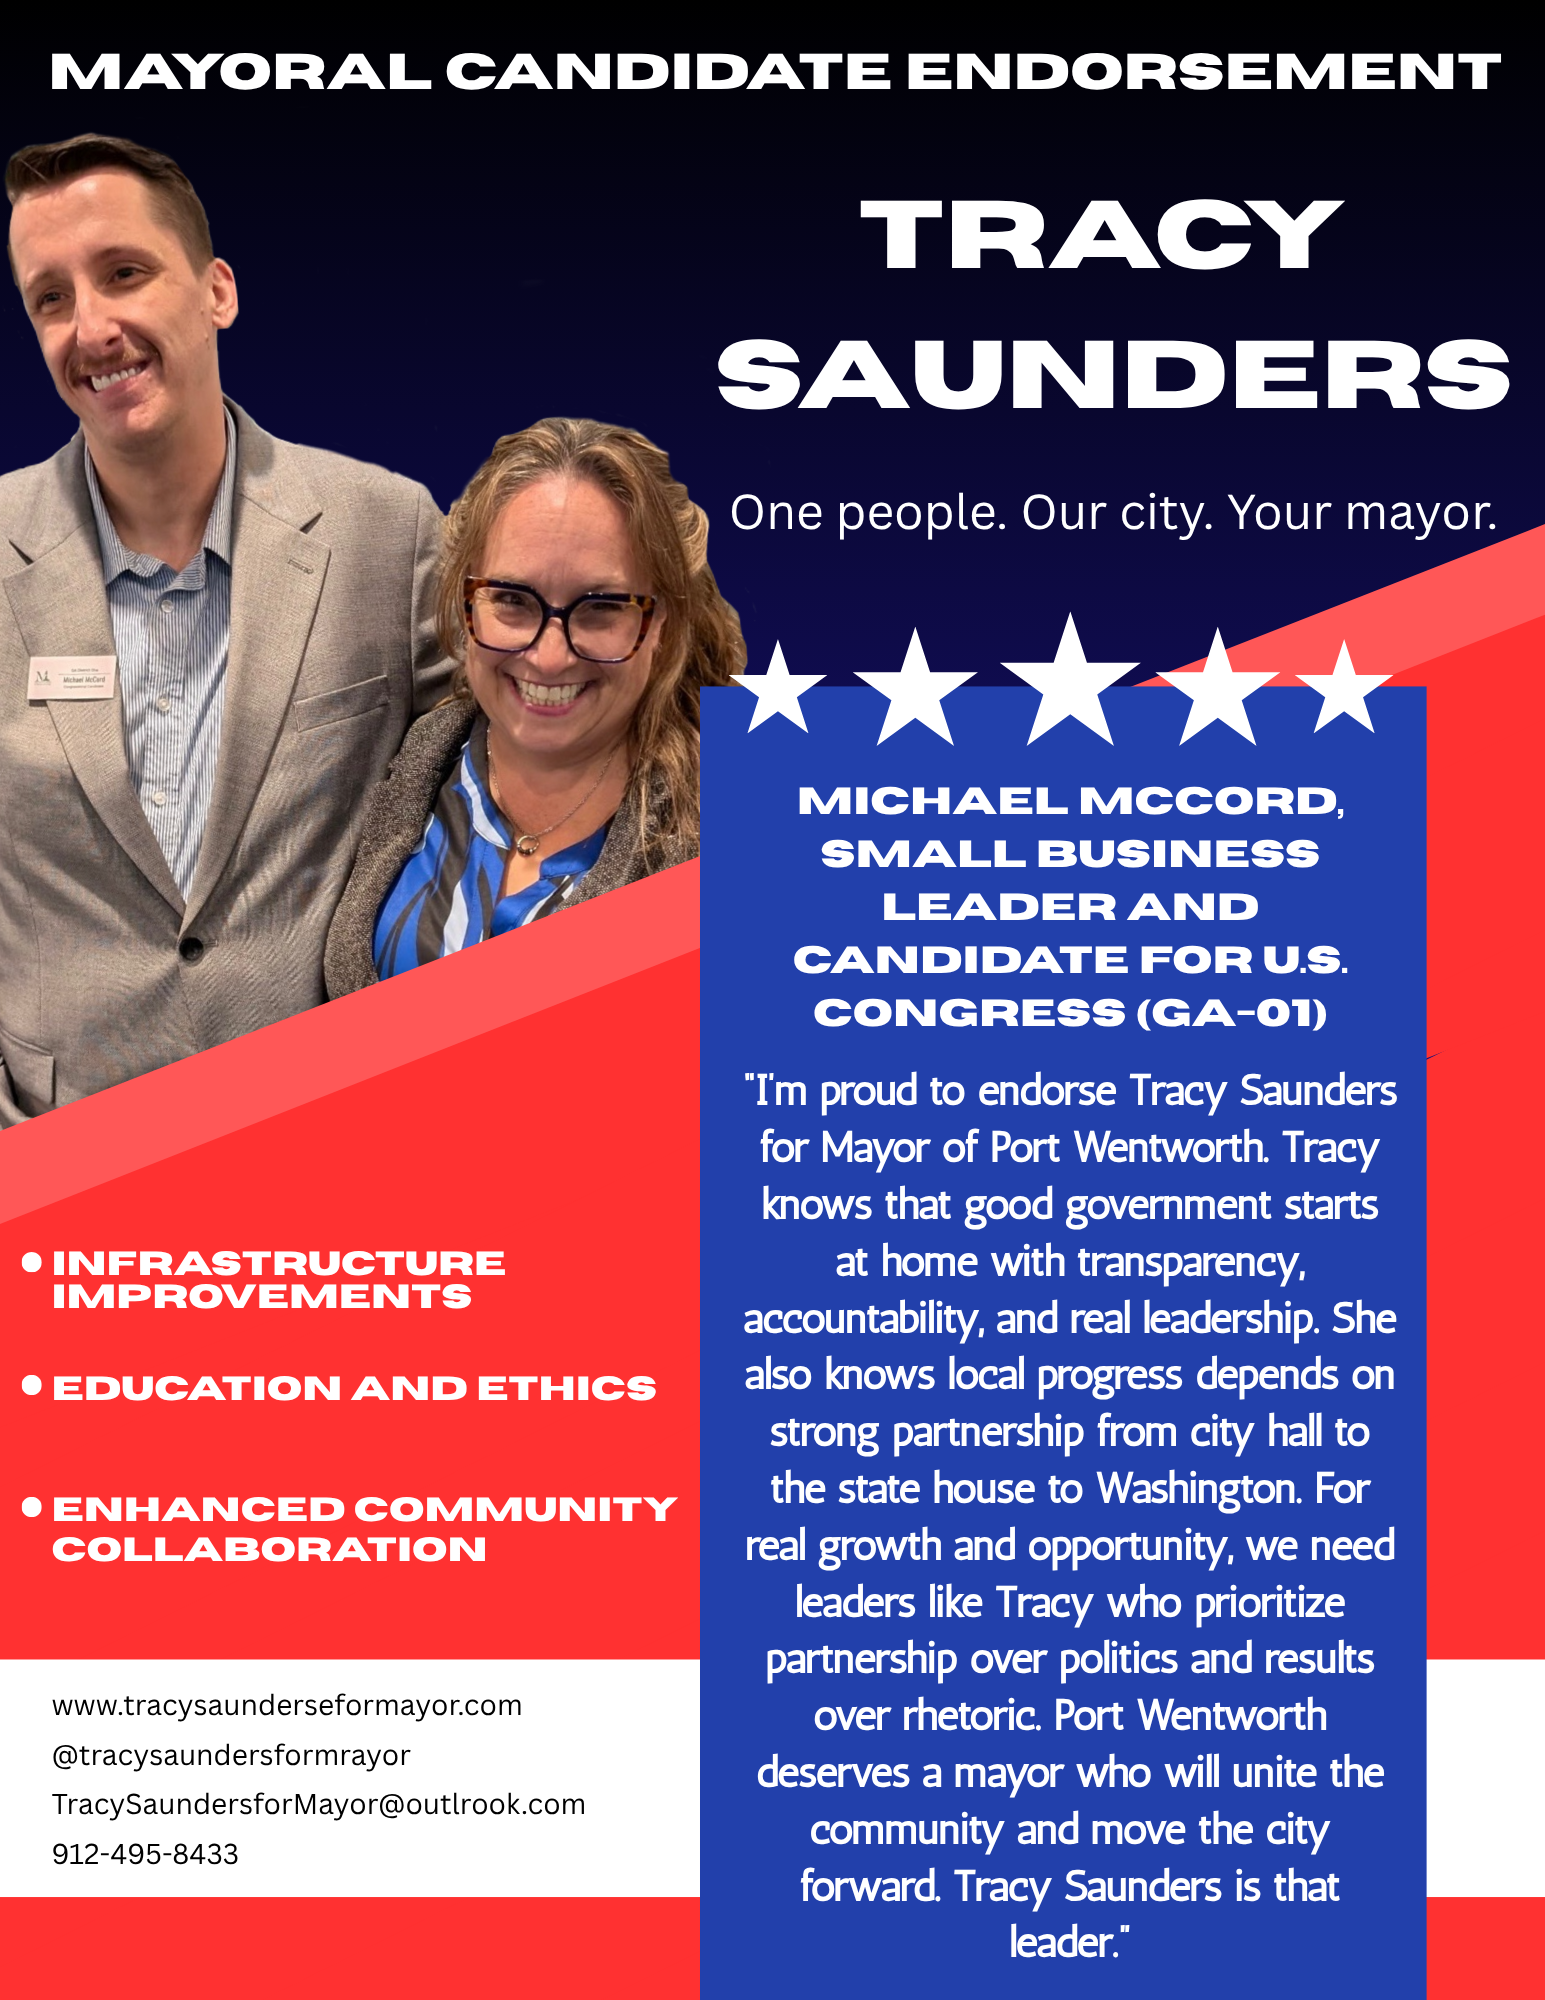 MAYORAL CANDIDATE ENDORSEMENT
TRACY
SAUNDERS
One people. Our city. Your mayor.
Michael McCord
MICHAEL MCCORD,
SMALL BUSINESS
LEADER AND
CANDIDATE FOR U.S.
CONGRESS (GA-01)
"I'm proud to endorse Tracy Saunders
for Mayor of Port Wentworth. Tracy
knows that good government starts
at home with transparency,
accountability, and real leadership. She
also knows local progress depends on
strong partnership from city hall to
the state house to Washington. For
real growth and opportunity, we need
leaders like Tracy who prioritize
partnership over politics and results
over rhetoric. Port Wentworth
deserves a mayor who will unite the
community and move the city
forward. Tracy Saunders is that
leader."
• INFRASTRUCTURE
IMPROVEMENTS
• EDUCATION AND ETHICS
• ENHANCED COMMUNITY
COLLABORATION
www.tracysaunderseformayor.com
@tracysaundersformrayor
TracySaundersforMayor@outlrook.com
912-495-8433